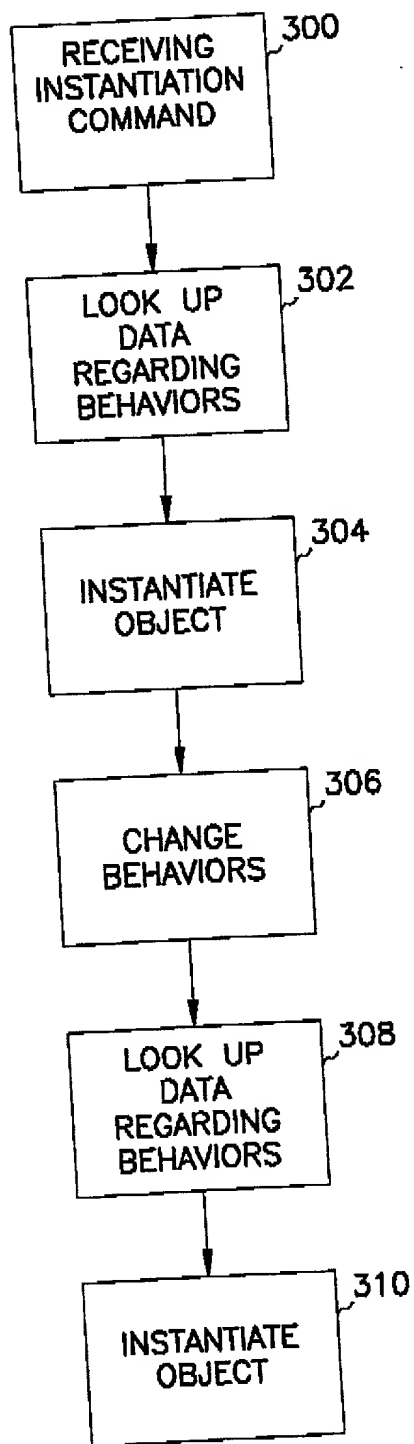 300
RECEIVING
INSTANTIATION
COMMAND
302
LOOK UP
DATA
REGARDING
BEHAVIORS
304
INSTANTIATE
OBJECT
306
CHANGE
BEHAVIORS
308
LOOK UP
DATA
REGARDING
BEHAVIORS
310
INSTANTIATE
OBJECT